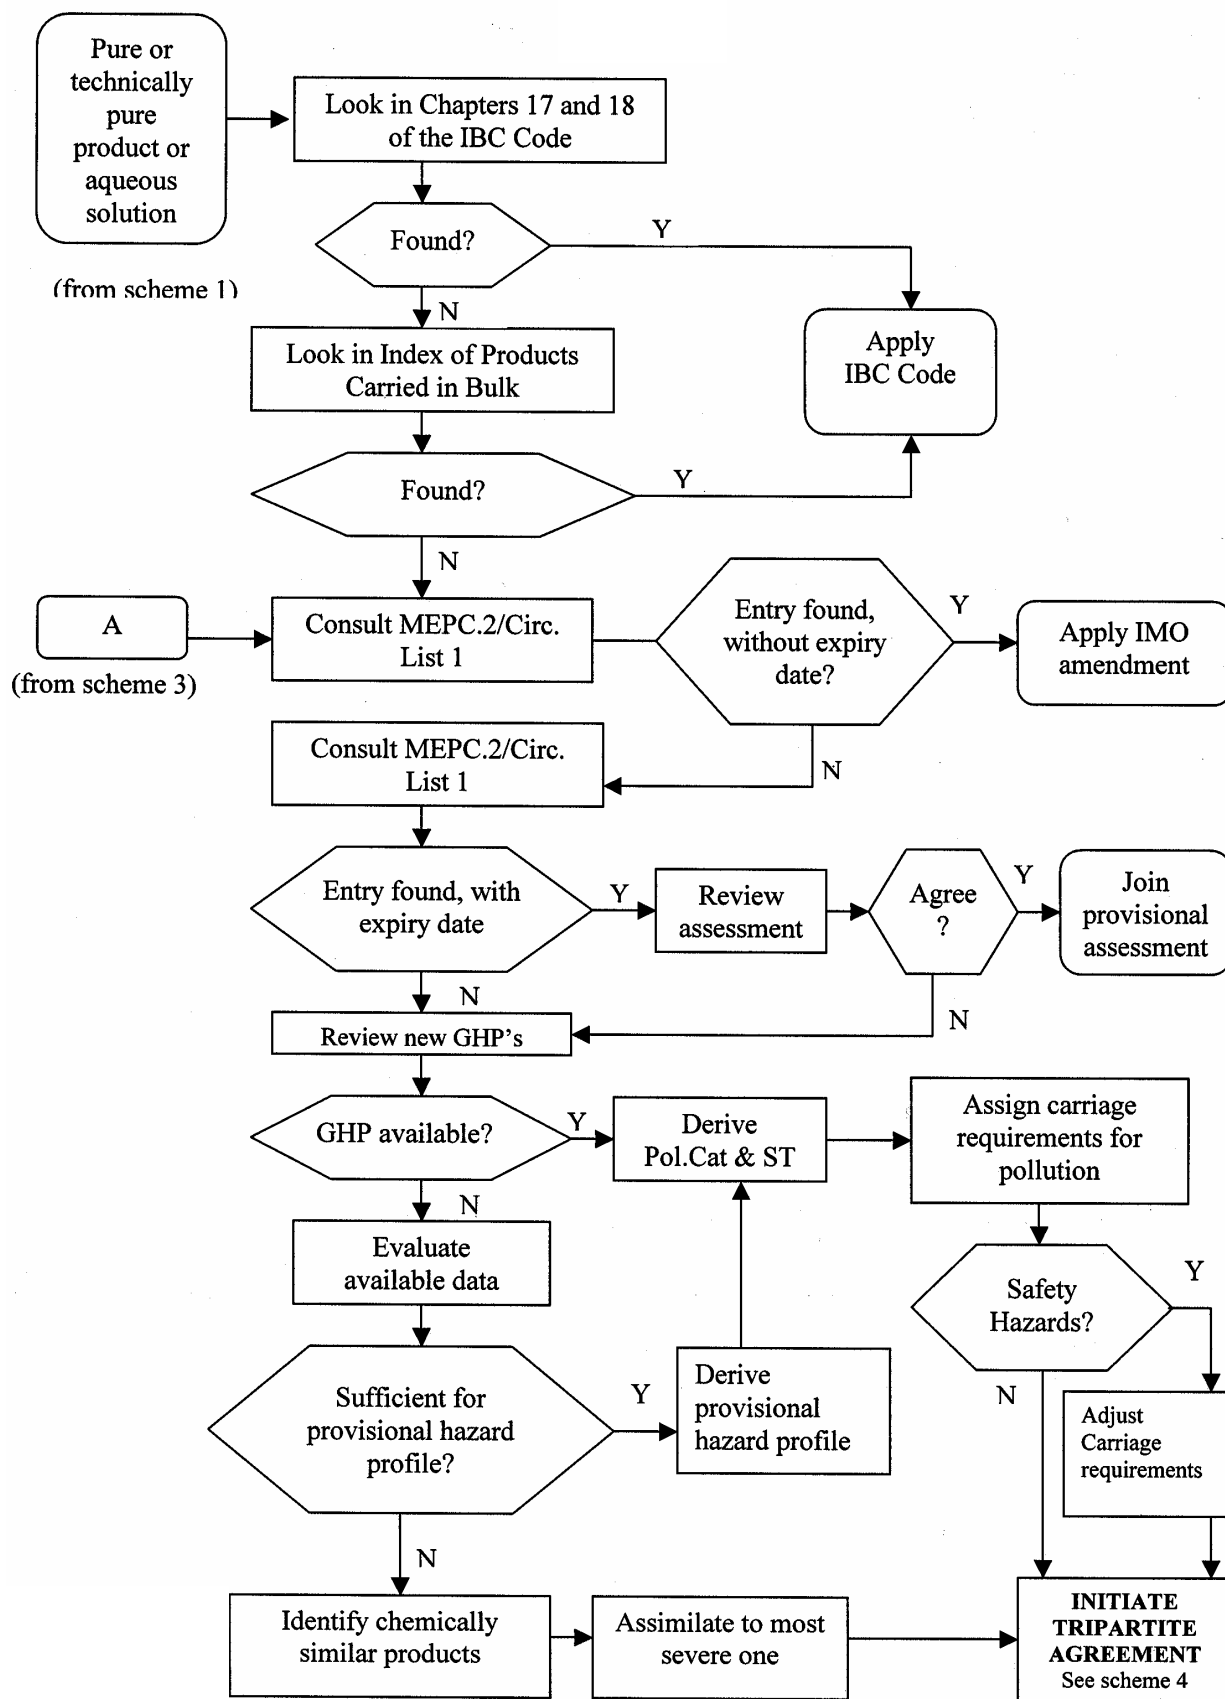 Pure or
technically
pure
product or
aqueous
solution
(from scheme 1)
Look in Chapters 17 and 18
of the IBC Code
Found?
Y
N
Look in Index of Products
Carried in Bulk
Apply
IBC Code
Found?
Y
N
A
(from scheme 3)
Consult MEPC.2/Circ.
List 1
Entry found,
without expiry
date?
Y
Apply IMO
amendment
N
Consult MEPC.2/Circ.
List 1
Entry found, with
expiry date
Y
Review
assessment
Agree
?
Y
Join
provisional
assessment
N
N
Review new GHP's
GHP available?
Y
Derive
Pol.Cat & ST
Assign carriage
requirements for
pollution
N
Evaluate
available data
Safety
Hazards?
Y
N
Sufficient for
provisional hazard
profile?
Y
Derive
provisional
hazard profile
Adjust
Carriage
requirements
N
Identify chemically
similar products
Assimilate to most
severe one
INITIATE
TRIPARTITE
AGREEMENT
See scheme 4